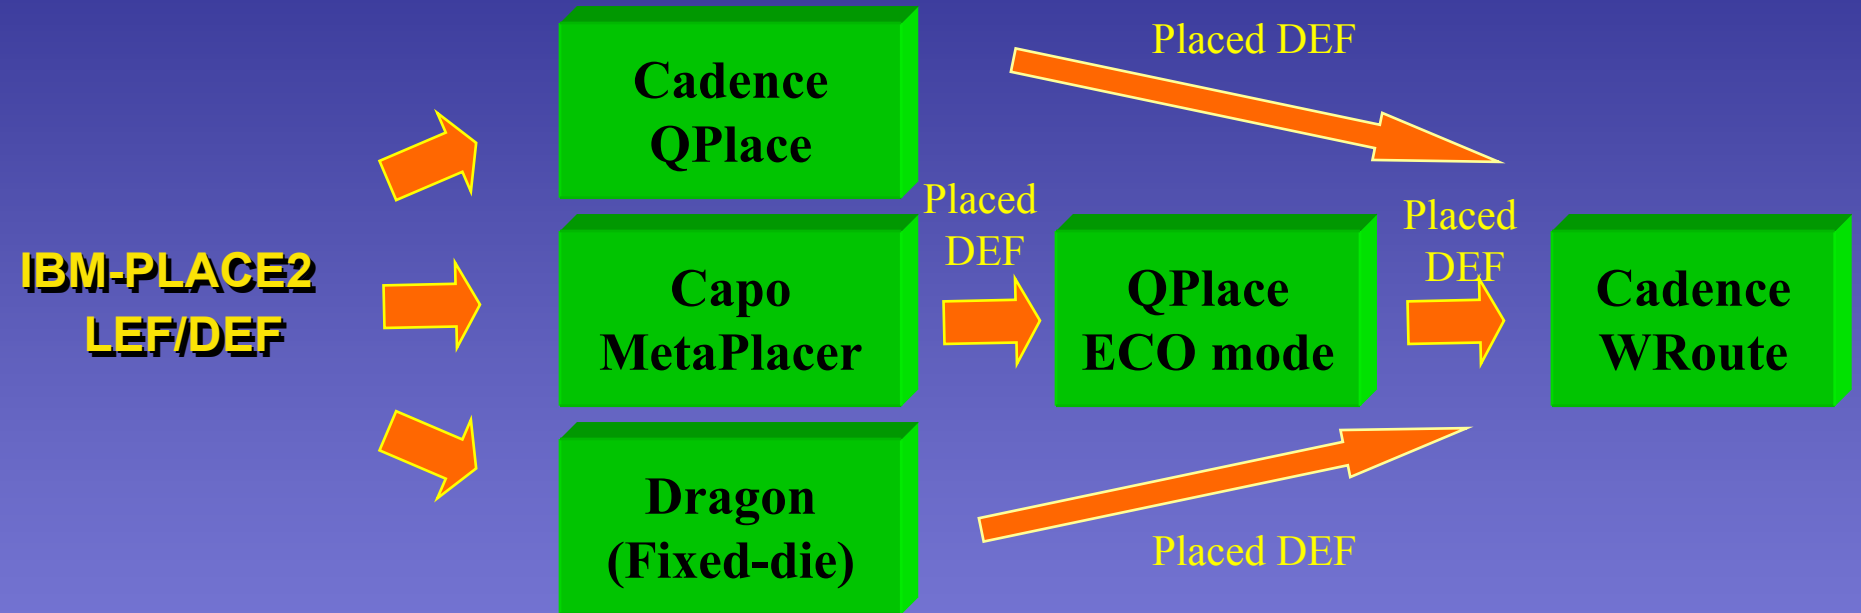 IBM-PLACE2
LEF/DEF
Cadence
QPlace
Capo
MetaPlacer
Dragon
(Fixed-die)
Placed DEF
Placed
DEF
QPlace
ECO mode
Placed
DEF
Placed DEF
Cadence
WRoute